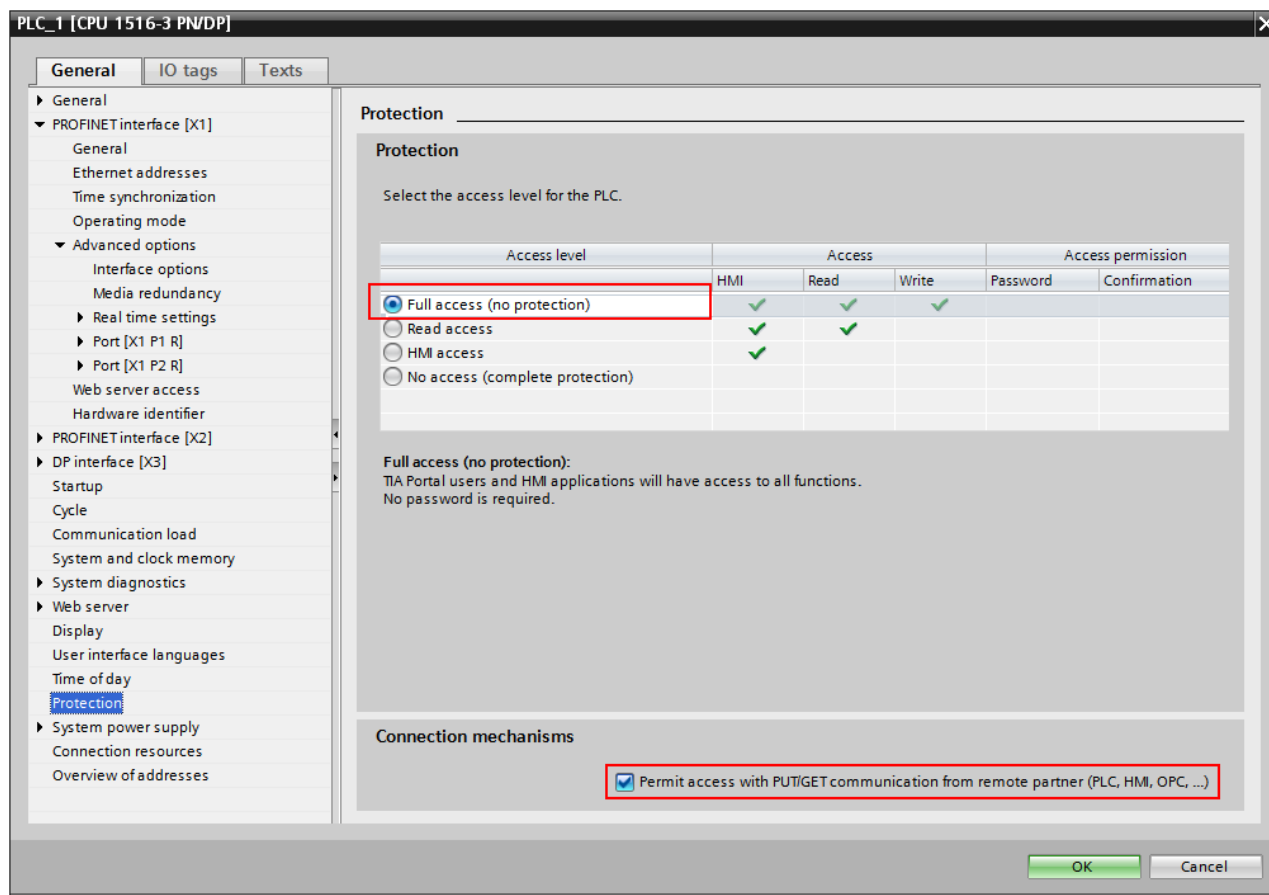 PLC_1 [CPU 1516-3 PN/DP]
General IO tags Texts
General
PROFINET interface [X1]
General
Ethernet addresses
Time synchronization
Operating mode
Advanced options
Interface options
Media redundancy
Real time settings
Port [X1 P1 R]
Port [X1 P2 R]
Web server access
Hardware identifier
PROFINET interface [X2]
DP interface [X3]
Startup
Cycle
Communication load
System and clock memory
System diagnostics
Web server
Display
User interface languages
Time of day
Protection
System power supply
Connection resources
Overview of addresses
Protection
Protection
Select the access level for the PLC.
Access level Access Access permission
HMI Read Write Password Confirmation
Full access (no protection)
Read access
HMI access
No access (complete protection)
Full access (no protection):
TIA Portal users and HMI applications will have access to all functions.
No password is required.
Connection mechanisms
Permit access with PUT/GET communication from remote partner (PLC, HMI, OPC, ...)
OK Cancel